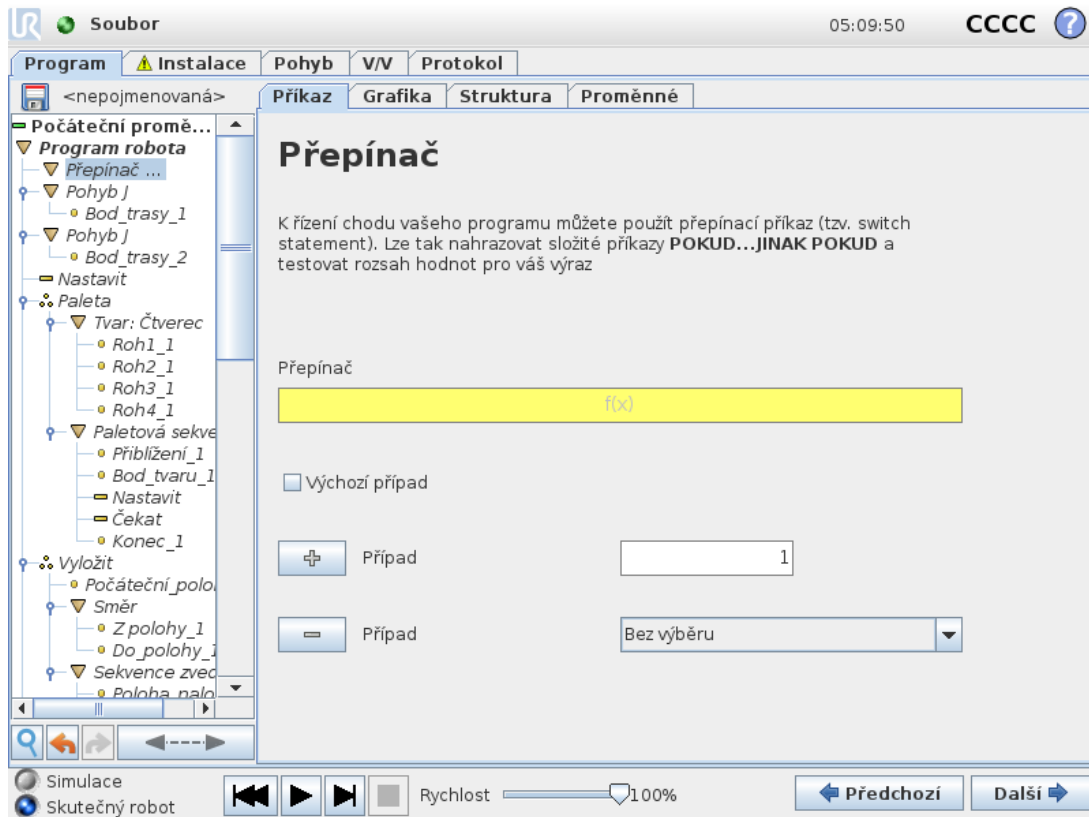 UR
Soubor
05:09:50
CCCC
?
Program
Instalace
Pohyb
V/V
Protokol
<nepojmenovaná>
Příkaz
Grafika
Struktura
Proměnné
Počáteční promě...
Program robota
Přepínač ...
Pohyb J
Bod_trasy_1
Pohyb J
Bod_trasy_2
Nastavit
Paleta
Tvar: Čtverec
Roh1_1
Roh2_1
Roh3_1
Roh4_1
Paletová sekve
Přiblížení_1
Bod_tvaru_1
Nastavit
Čekat
Konec_1
Vyložit
Počáteční_polo
Směr
Z polohy_1
Do_polohy_1
Sekvence zved
Poloha_nalo
Přepínač
K řízení chodu vašeho programu můžete použít přepínací příkaz (tzv. switch
statement). Lze tak nahrazovat složité příkazy POKUD...JINAK POKUD a
testovat rozsah hodnot pro váš výraz
Přepínač
f(x)
Výchozí případ
Případ
1
Případ
Bez výběru
Simulace
Skutečný robot
Rychlost
100%
Předchozí
Další